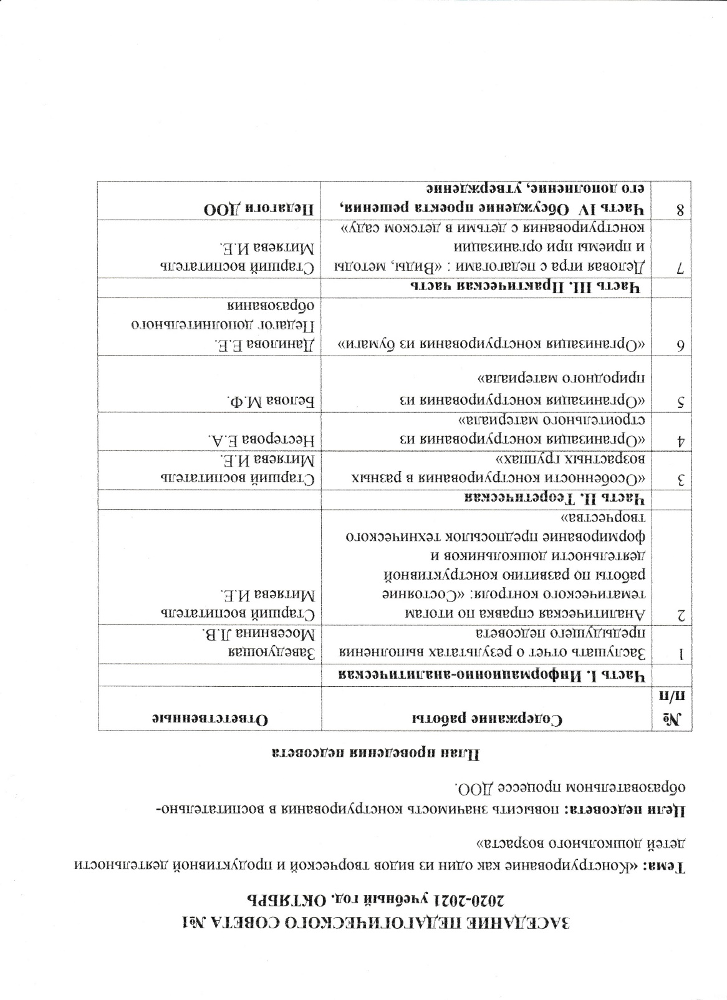 ЗАСЕДАНИЕ ПЕДАГОГИЧЕСКОГО СОВЕТА №1
2020-2021 учебный год. ОКТЯБРЬ
Тема: «Конструирование как один из видов творческой и продуктивной деятельности
детей дошкольного возраста»
Цели педсовета: повысить значимость конструирования в воспитательно-
образовательном процессе ДОО.
План проведения педсовета
№
п/п
Содержание работы
Ответственные
Часть I. Информационно-аналитическая
1
Заслушать отчет о результатах выполнения
предыдущего педсовета
Заведующая
Мосевнина Л.В.
2
Аналитическая справка по итогам
тематического контроля: «Состояние
работы по развитию конструктивной
деятельности дошкольников и
формирование предпосылок технического
творчества»
Старший воспитатель
Митяева И.Е.
Часть II. Теоретическая
3
«Особенности конструирования в разных
возрастных группах»
Старший воспитатель
Митяева И.Е.
4
«Организация конструирования из
строительного материала»
Нестерова Е.А.
5
«Организация конструирования из
природного материала»
Белова М.Ф.
6
«Организация конструирования из бумаги»
Данилова Е.Е.
Педагог дополнительного
образования
Часть III. Практическая часть
7
Деловая игра с педагогами : «Виды, методы
и приемы при организации
конструирования с детьми в детском саду»
Старший воспитатель
Митяева И.Е.
8
Часть IV Обсуждение проекта решения,
его дополнение, утверждение
Педагоги ДОО